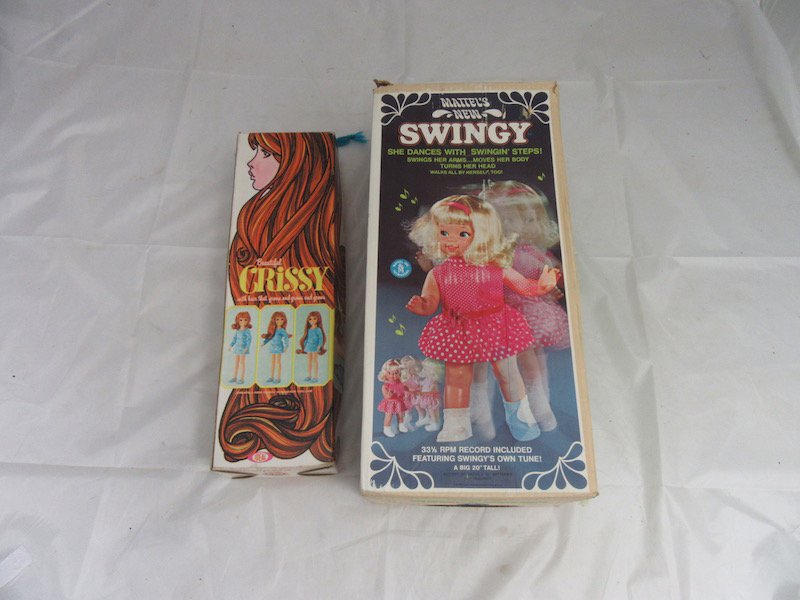 Beautiful
CRiSSY
with hair that grows and grows and grows
IDEAL
MATTEL'S
NEW
SWINGY
SHE DANCES WITH SWINGIN' STEPS!
SWINGS HER ARMS...MOVES HER BODY
TURNS HER HEAD
WALKS ALL BY HERSELF, TOO!
33⅓ RPM RECORD INCLUDED
FEATURING SWINGY'S OWN TUNE!
A BIG 20" TALL!